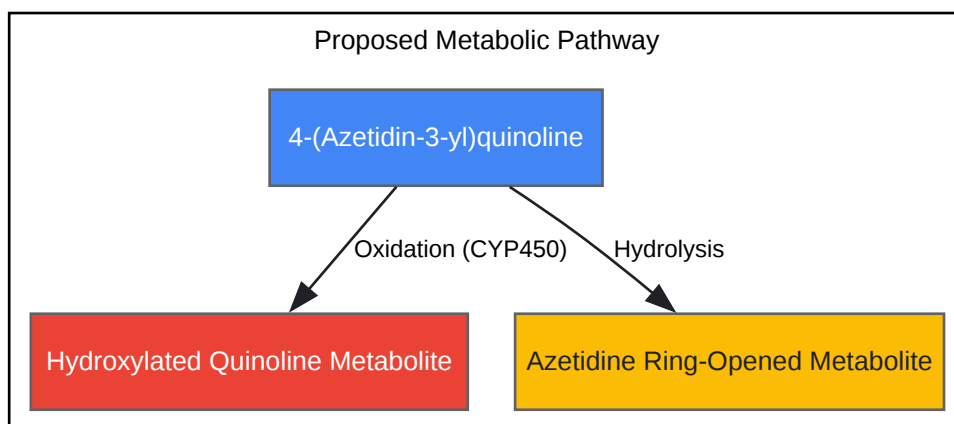 Proposed Metabolic Pathway
4-(Azetidin-3-yl)quinoline
Oxidation (CYP450)
Hydrolysis
Hydroxylated Quinoline Metabolite
Azetidine Ring-Opened Metabolite